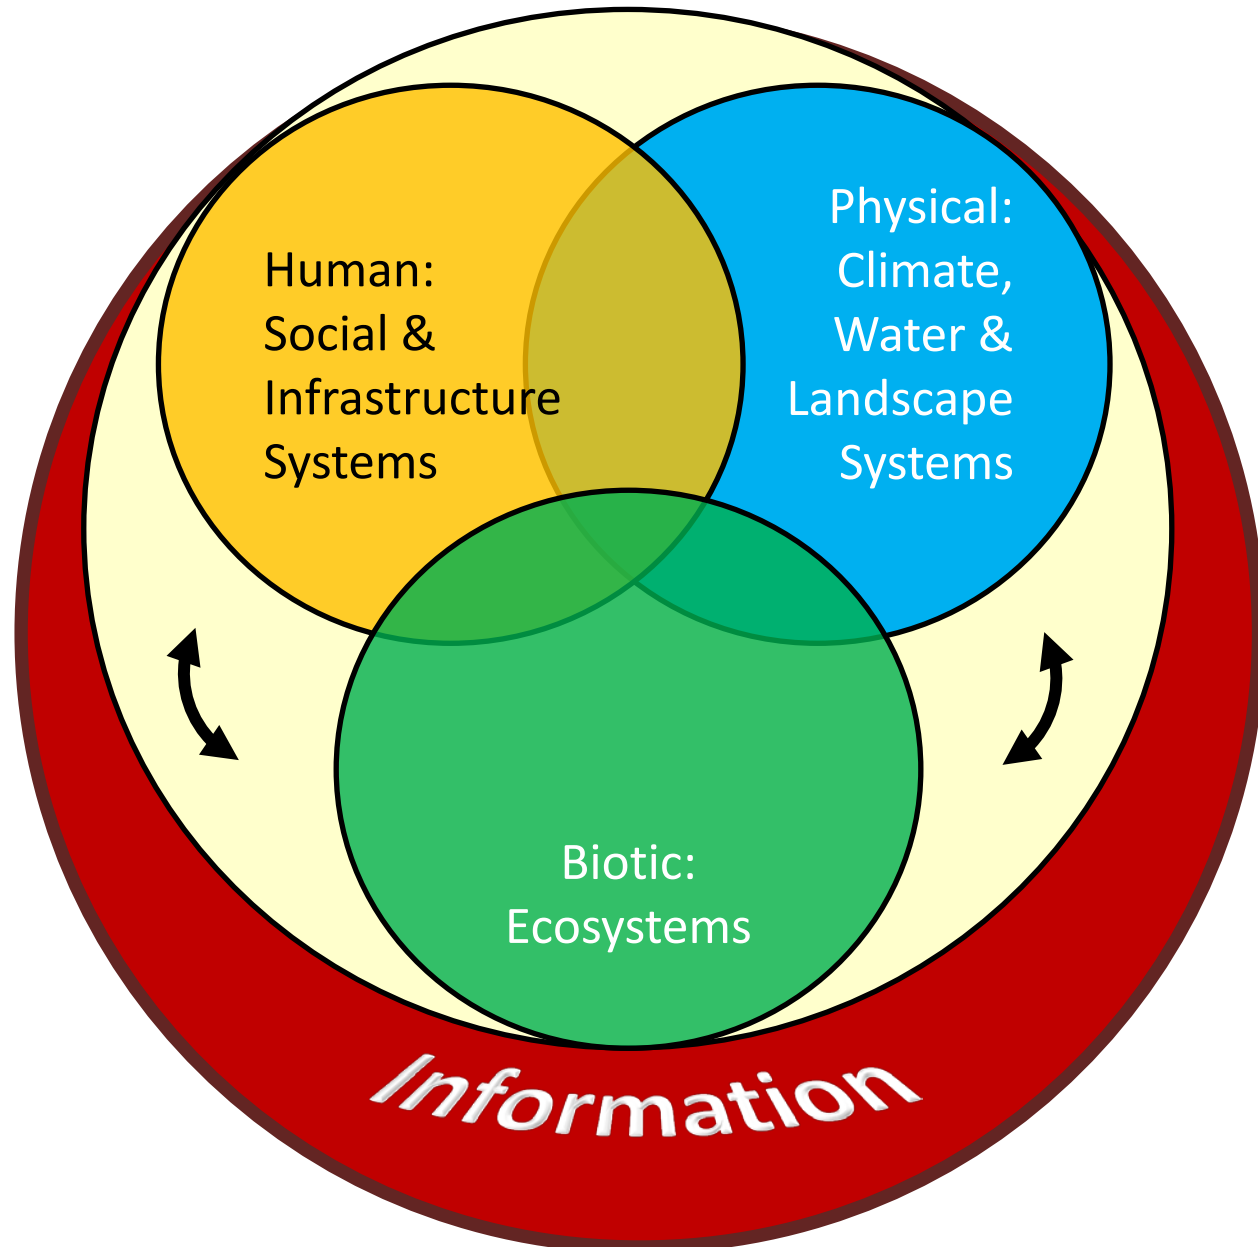 Human:
Social &
Infrastructure
Systems
Physical:
Climate,
Water &
Landscape
Systems
Biotic:
Ecosystems
Information